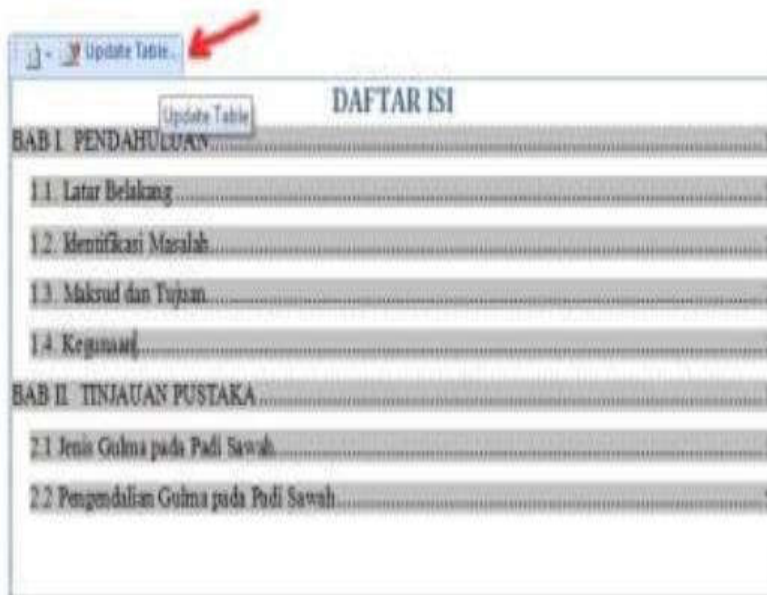 Update Table...
DAFTAR ISI
Update Table
BAB I. PENDAHULUAN
1.1. Latar Belakang
1.2. Identifikasi Masalah
1.3. Maksud dan Tujuan
1.4. Kegunaan
BAB II. TINJAUAN PUSTAKA
2.1 Jenis Gulma pada Padi Sawah
2.2 Pengendalian Gulma pada Padi Sawah